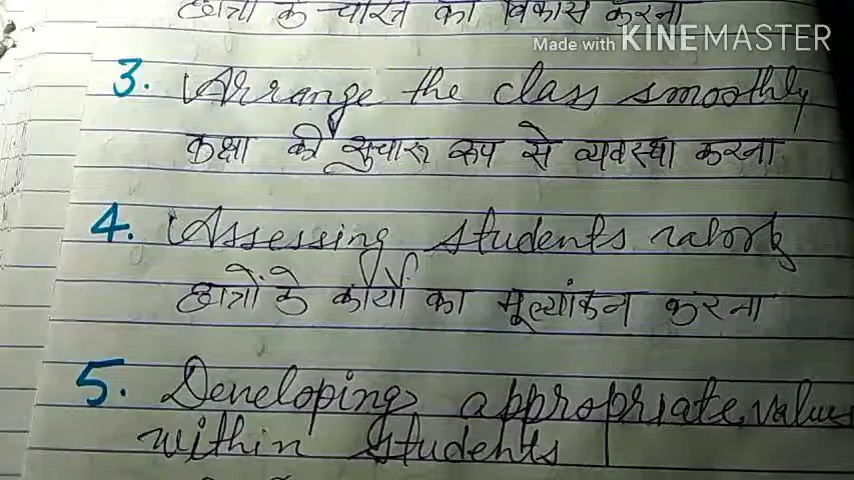 छात्रों के चरित्र का विकास करना
Made with KINEMASTER
3. Arrange the class smoothly
कक्षा की सुचारू रूप से व्यवस्था करना
4. Assessing students work
छात्रों के कार्यों का मूल्यांकन करना
5. Developing appropriate values
within students